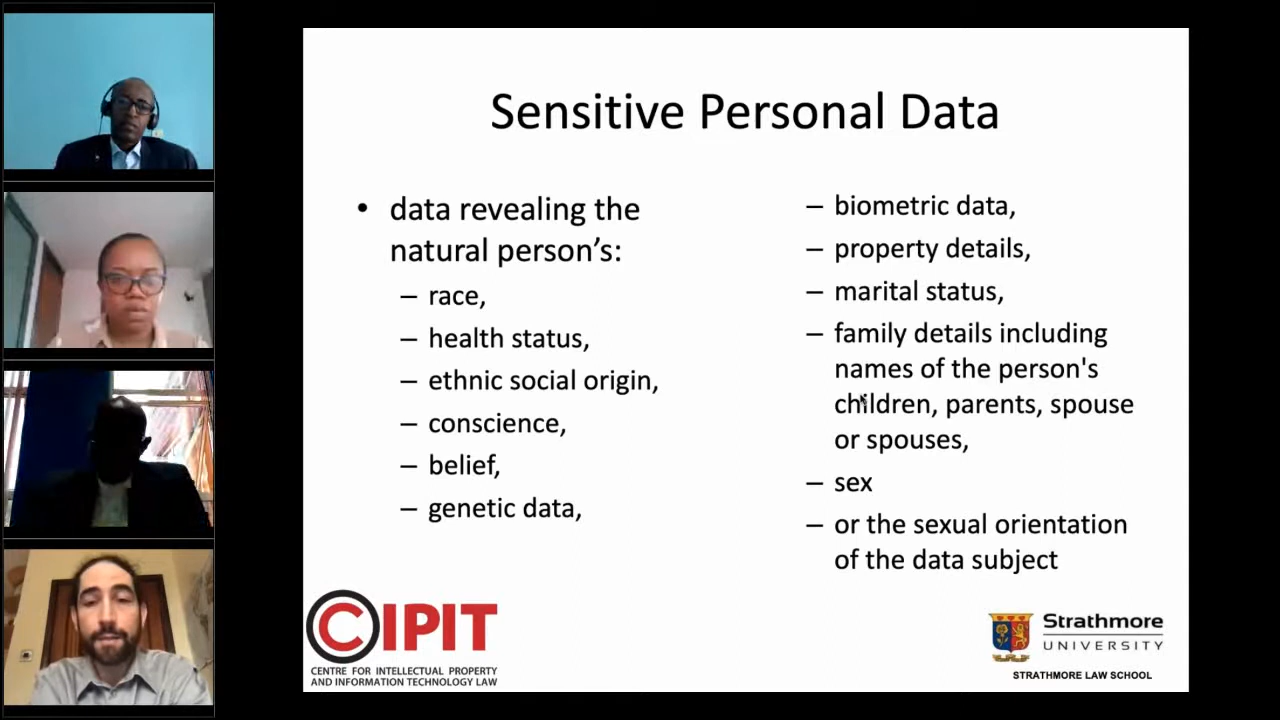 Sensitive Personal Data
• data revealing the
natural person’s:
– race,
– health status,
– ethnic social origin,
– conscience,
– belief,
– genetic data,
– biometric data,
– property details,
– marital status,
– family details including
names of the person's
children, parents, spouse
or spouses,
– sex
– or the sexual orientation
of the data subject
CIPIT
CENTRE FOR INTELLECTUAL PROPERTY
AND INFORMATION TECHNOLOGY LAW
Strathmore
UNIVERSITY
STRATHMORE LAW SCHOOL